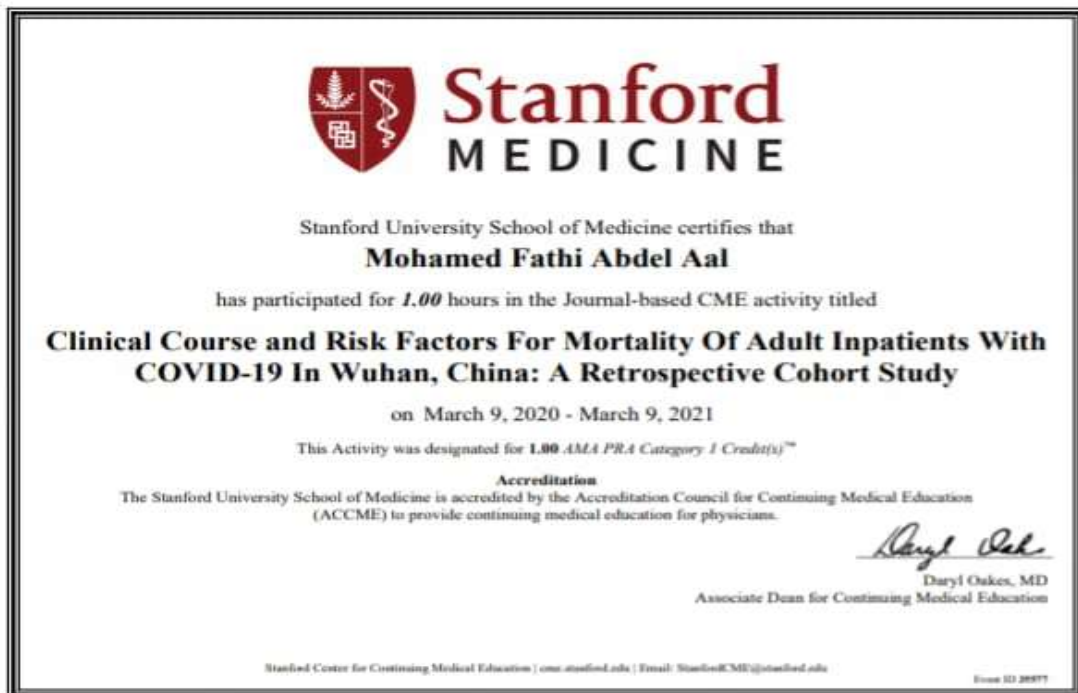 Stanford
MEDICINE
Stanford University School of Medicine certifies that
Mohamed Fathi Abdel Aal
has participated for 1.00 hours in the Journal-based CME activity titled
Clinical Course and Risk Factors For Mortality Of Adult Inpatients With
COVID-19 In Wuhan, China: A Retrospective Cohort Study
on March 9, 2020 - March 9, 2021
This Activity was designated for 1.00 AMA PRA Category 1 Credit(s)™
Accreditation
The Stanford University School of Medicine is accredited by the Accreditation Council for Continuing Medical Education
(ACCME) to provide continuing medical education for physicians.
Daryl Oakes
Daryl Oakes, MD
Associate Dean for Continuing Medical Education
Stanford Center for Continuing Medical Education | cme.stanford.edu | Email: StanfordCME@stanford.edu
Event ID